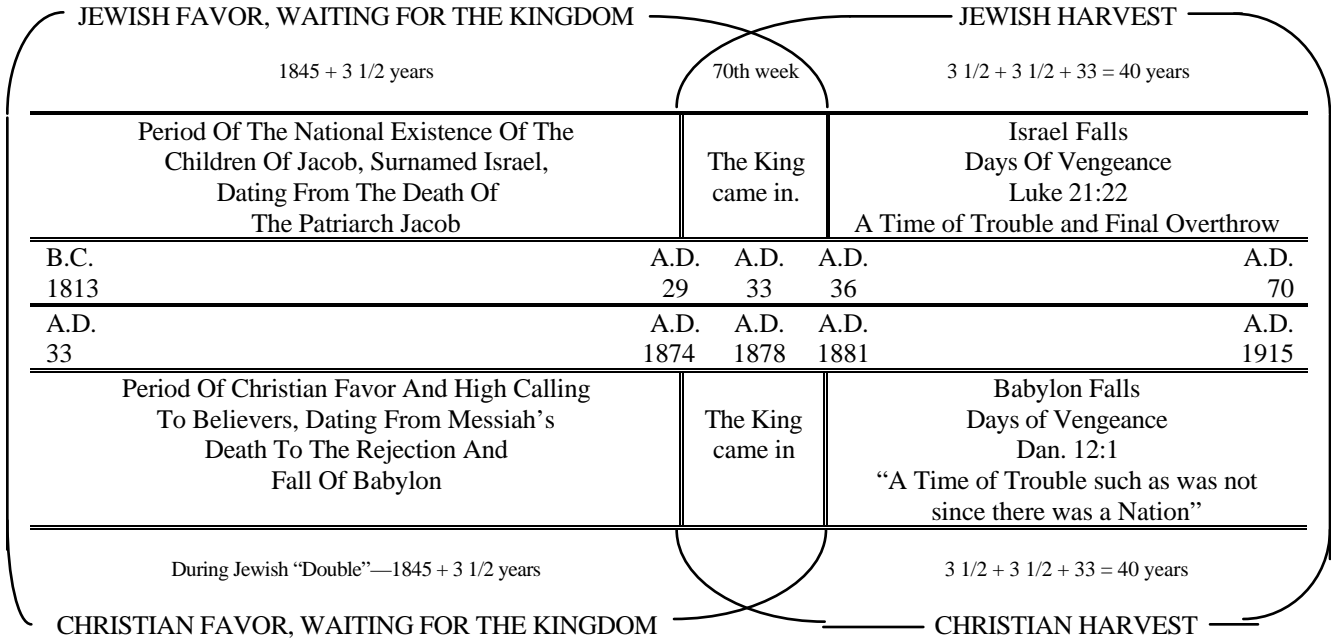 JEWISH FAVOR, WAITING FOR THE KINGDOM JEWISH HARVEST
1845 + 3 1/2 years 70th week 3 1/2 + 3 1/2 + 33 = 40 years
Period Of The National Existence Of The
Children Of Jacob, Surnamed Israel,
Dating From The Death Of
The Patriarch Jacob
The King
came in.
Israel Falls
Days Of Vengeance
Luke 21:22
A Time of Trouble and Final Overthrow
B.C. A.D. A.D. A.D. A.D.
1813 29 33 36 70
A.D. A.D. A.D. A.D. A.D.
33 1874 1878 1881 1915
Period Of Christian Favor And High Calling
To Believers, Dating From Messiah’s
Death To The Rejection And
Fall Of Babylon
The King
came in
Babylon Falls
Days of Vengeance
Dan. 12:1
“A Time of Trouble such as was not
since there was a Nation”
During Jewish “Double”—1845 + 3 1/2 years 3 1/2 + 3 1/2 + 33 = 40 years
CHRISTIAN FAVOR, WAITING FOR THE KINGDOM CHRISTIAN HARVEST